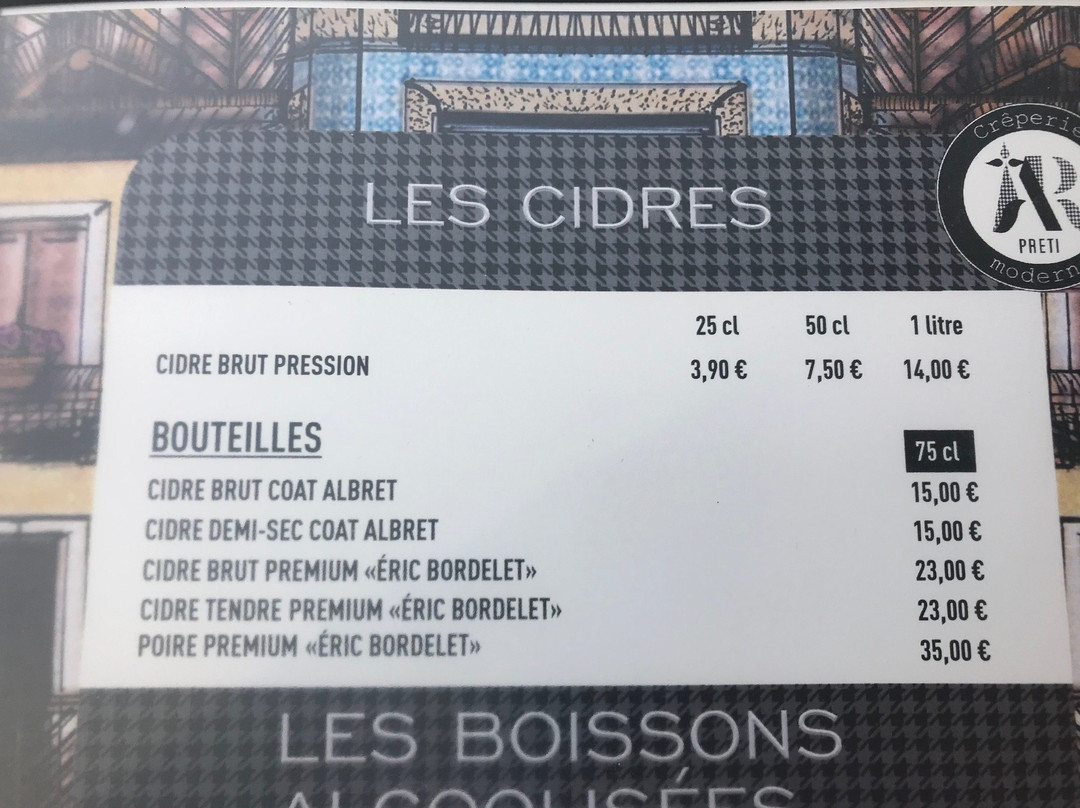 LES CIDRES
Crêperie
AR
PRETI
modern
25 cl 50 cl 1 litre
CIDRE BRUT PRESSION 3,90 € 7,50 € 14,00 €
BOUTEILLES 75 cl
CIDRE BRUT COAT ALBRET 15,00 €
CIDRE DEMI-SEC COAT ALBRET 15,00 €
CIDRE BRUT PREMIUM «ÉRIC BORDELET» 23,00 €
CIDRE TENDRE PREMIUM «ÉRIC BORDELET» 23,00 €
POIRE PREMIUM «ÉRIC BORDELET» 35,00 €
LES BOISSONS
ALCOOLISÉES